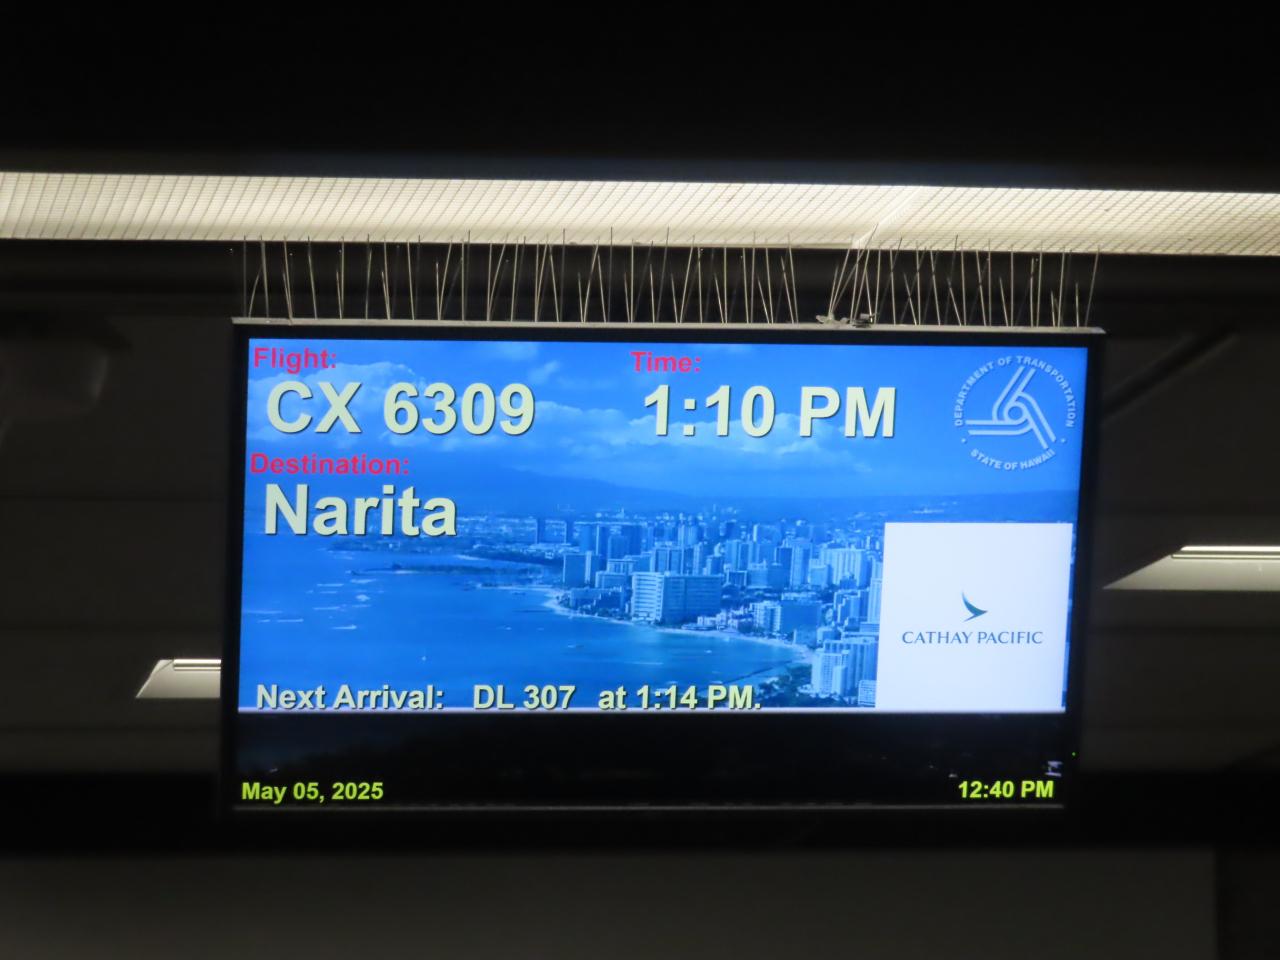 Flight: Time:
CX 6309 1:10 PM
DEPARTMENT OF TRANSPORTATION
STATE OF HAWAII
Destination:
Narita
CATHAY PACIFIC
Next Arrival: DL 307 at 1:14 PM.
May 05, 2025 12:40 PM